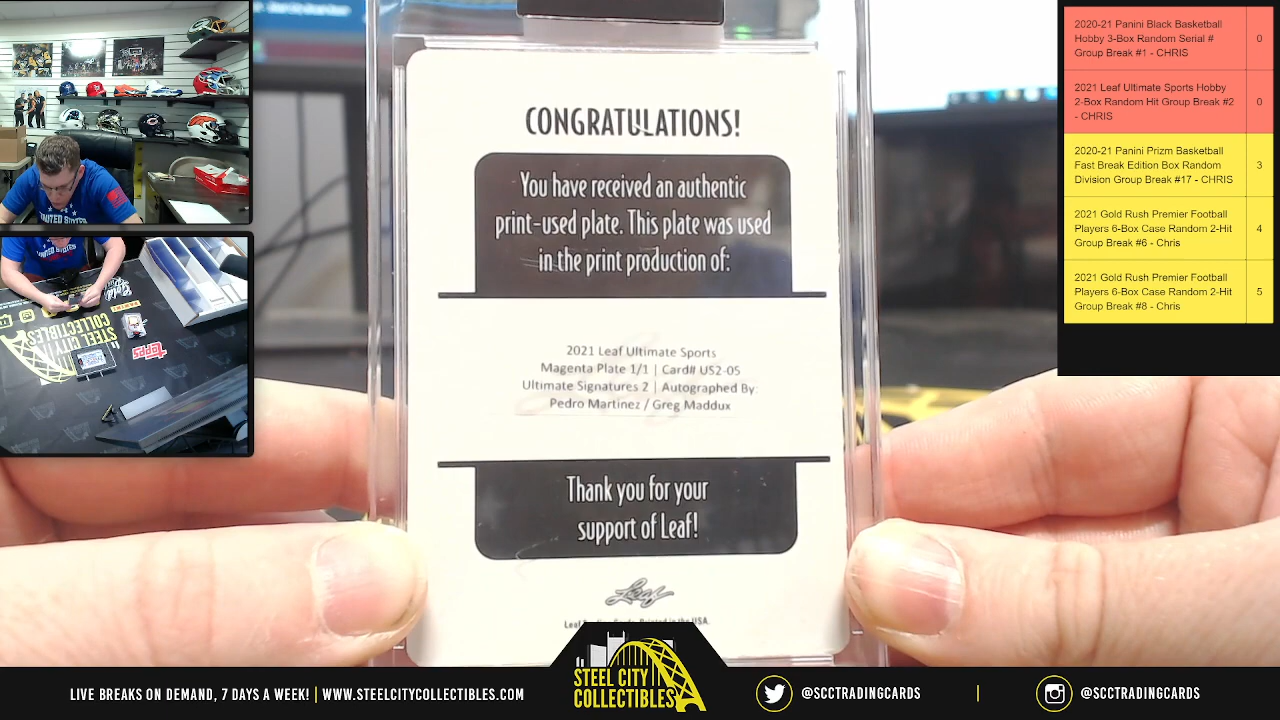 CONGRATULATIONS!
You have received an authentic
print-used plate. This plate was used
in the print production of:
2021 Leaf Ultimate Sports
Magenta Plate 1/1 | Card# US2-05
Ultimate Signatures 2 | Autographed By:
Pedro Martinez / Greg Maddux
Thank you for your
support of Leaf!
Leaf
2020-21 Panini Black Basketball
Hobby 3-Box Random Serial # 0
Group Break #1 - CHRIS
2021 Leaf Ultimate Sports Hobby
2-Box Random Hit Group Break #2 0
- CHRIS
2020-21 Panini Prizm Basketball
Fast Break Edition Box Random 3
Division Group Break #17 - CHRIS
2021 Gold Rush Premier Football
Players 6-Box Case Random 2-Hit 4
Group Break #6 - Chris
2021 Gold Rush Premier Football
Players 6-Box Case Random 2-Hit 5
Group Break #8 - Chris
UNITED STATES
STEEL CITY
COLLECTIBLES
Topps
LIVE BREAKS ON DEMAND, 7 DAYS A WEEK! | WWW.STEELCITYCOLLECTIBLES.COM
STEEL CITY
COLLECTIBLES
@SCCTRADINGCARDS | @SCCTRADINGCARDS